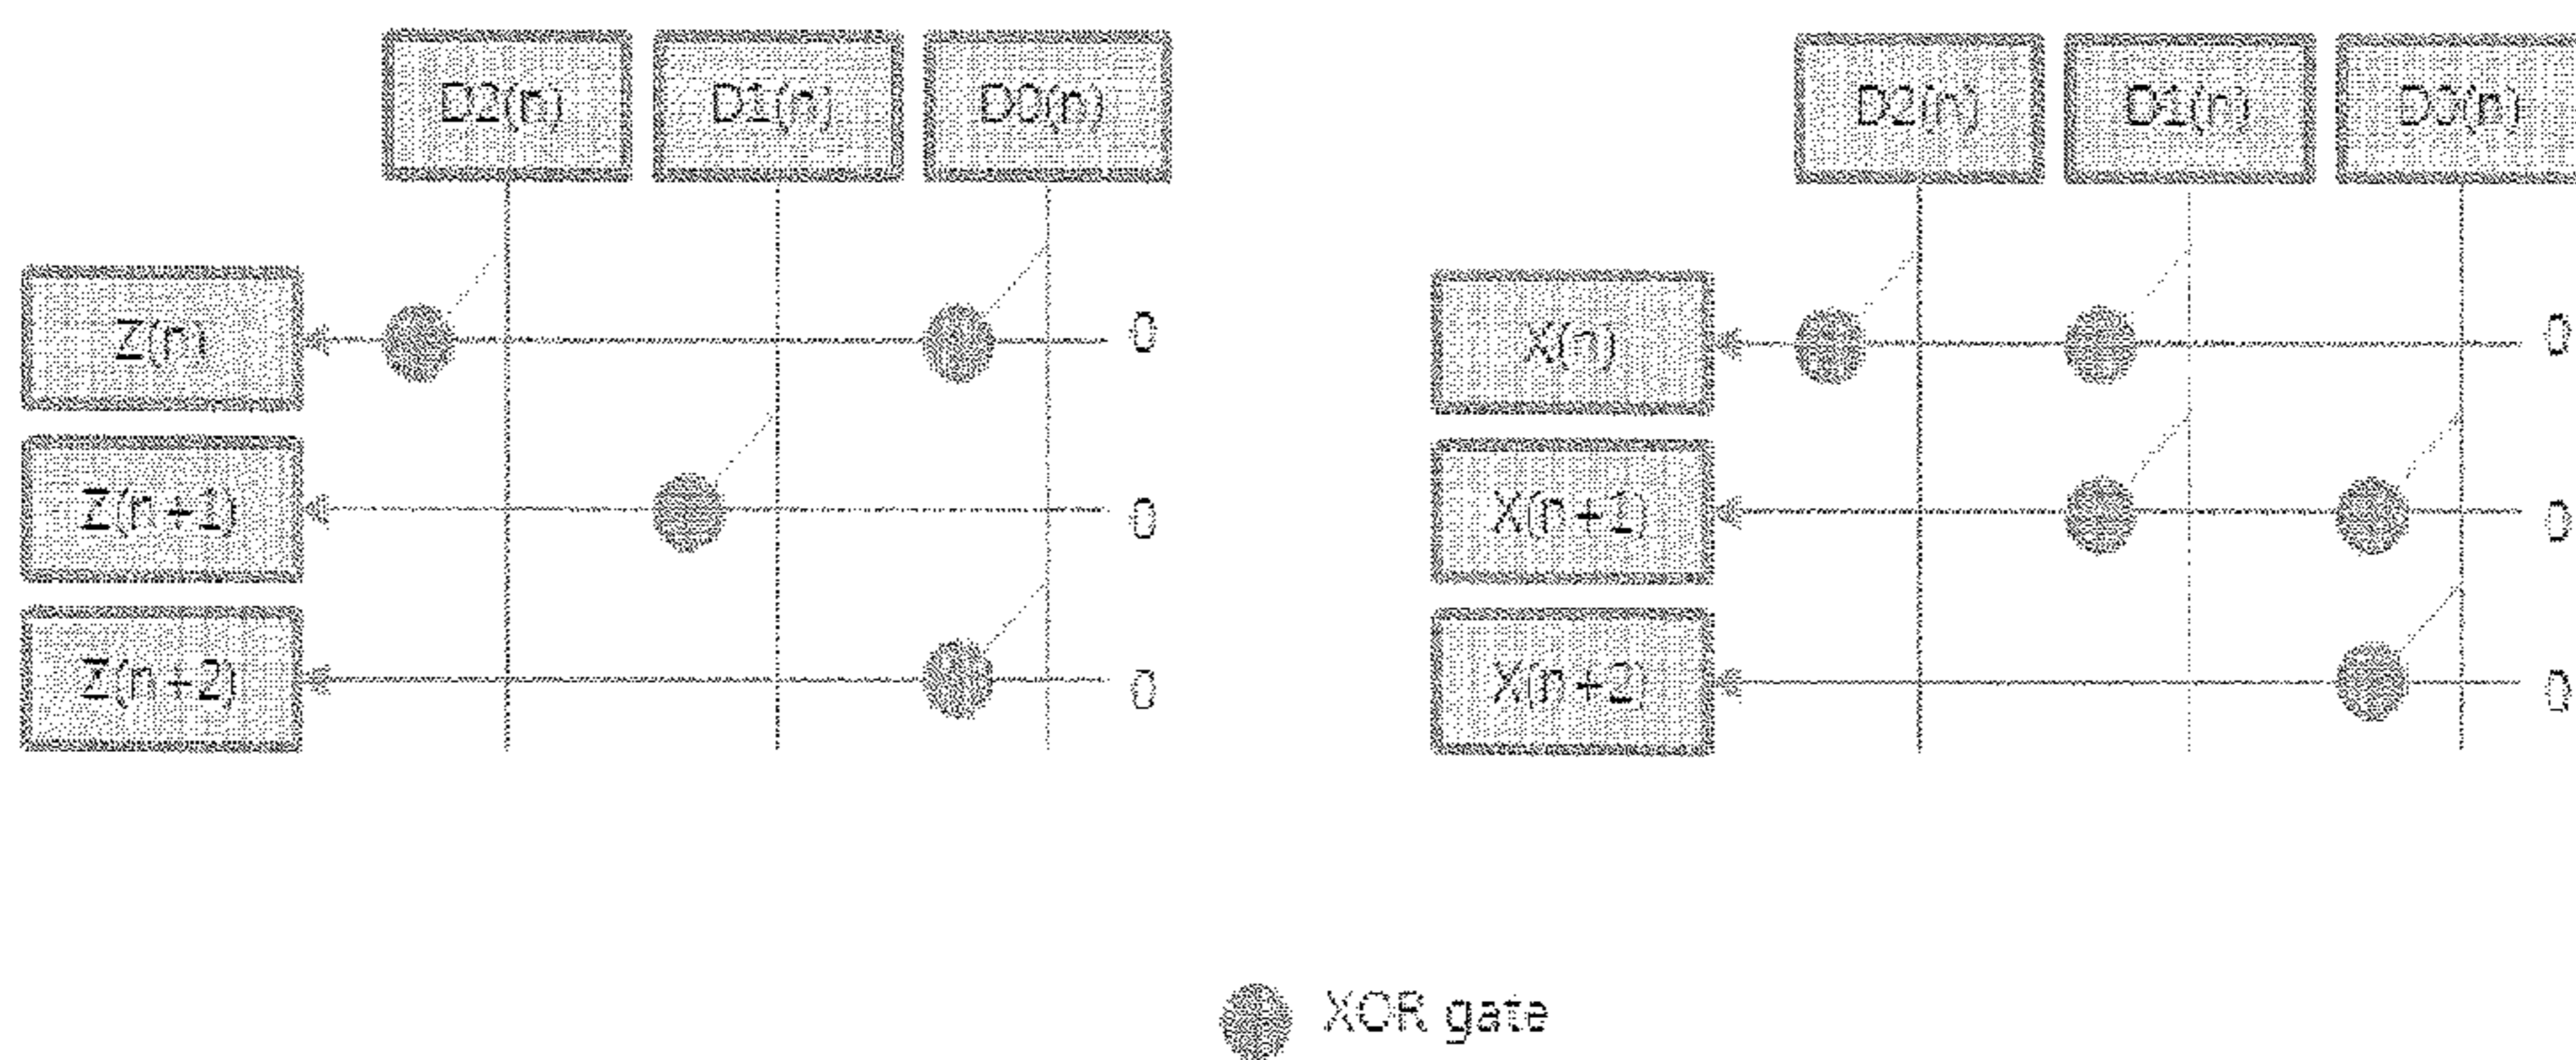 D2(n) D1(n) D0(n)
Z(n) 0
Z(n+1) 0
Z(n+2) 0
D2(n) D1(n) D0(n)
X(n) 0
X(n+1) 0
X(n+2) 0
XOR gate